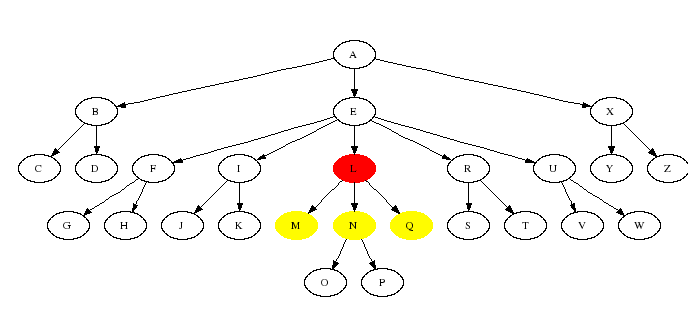 A
B E X
C D F I L R U Y Z
G H J K M N Q S T V W
O P